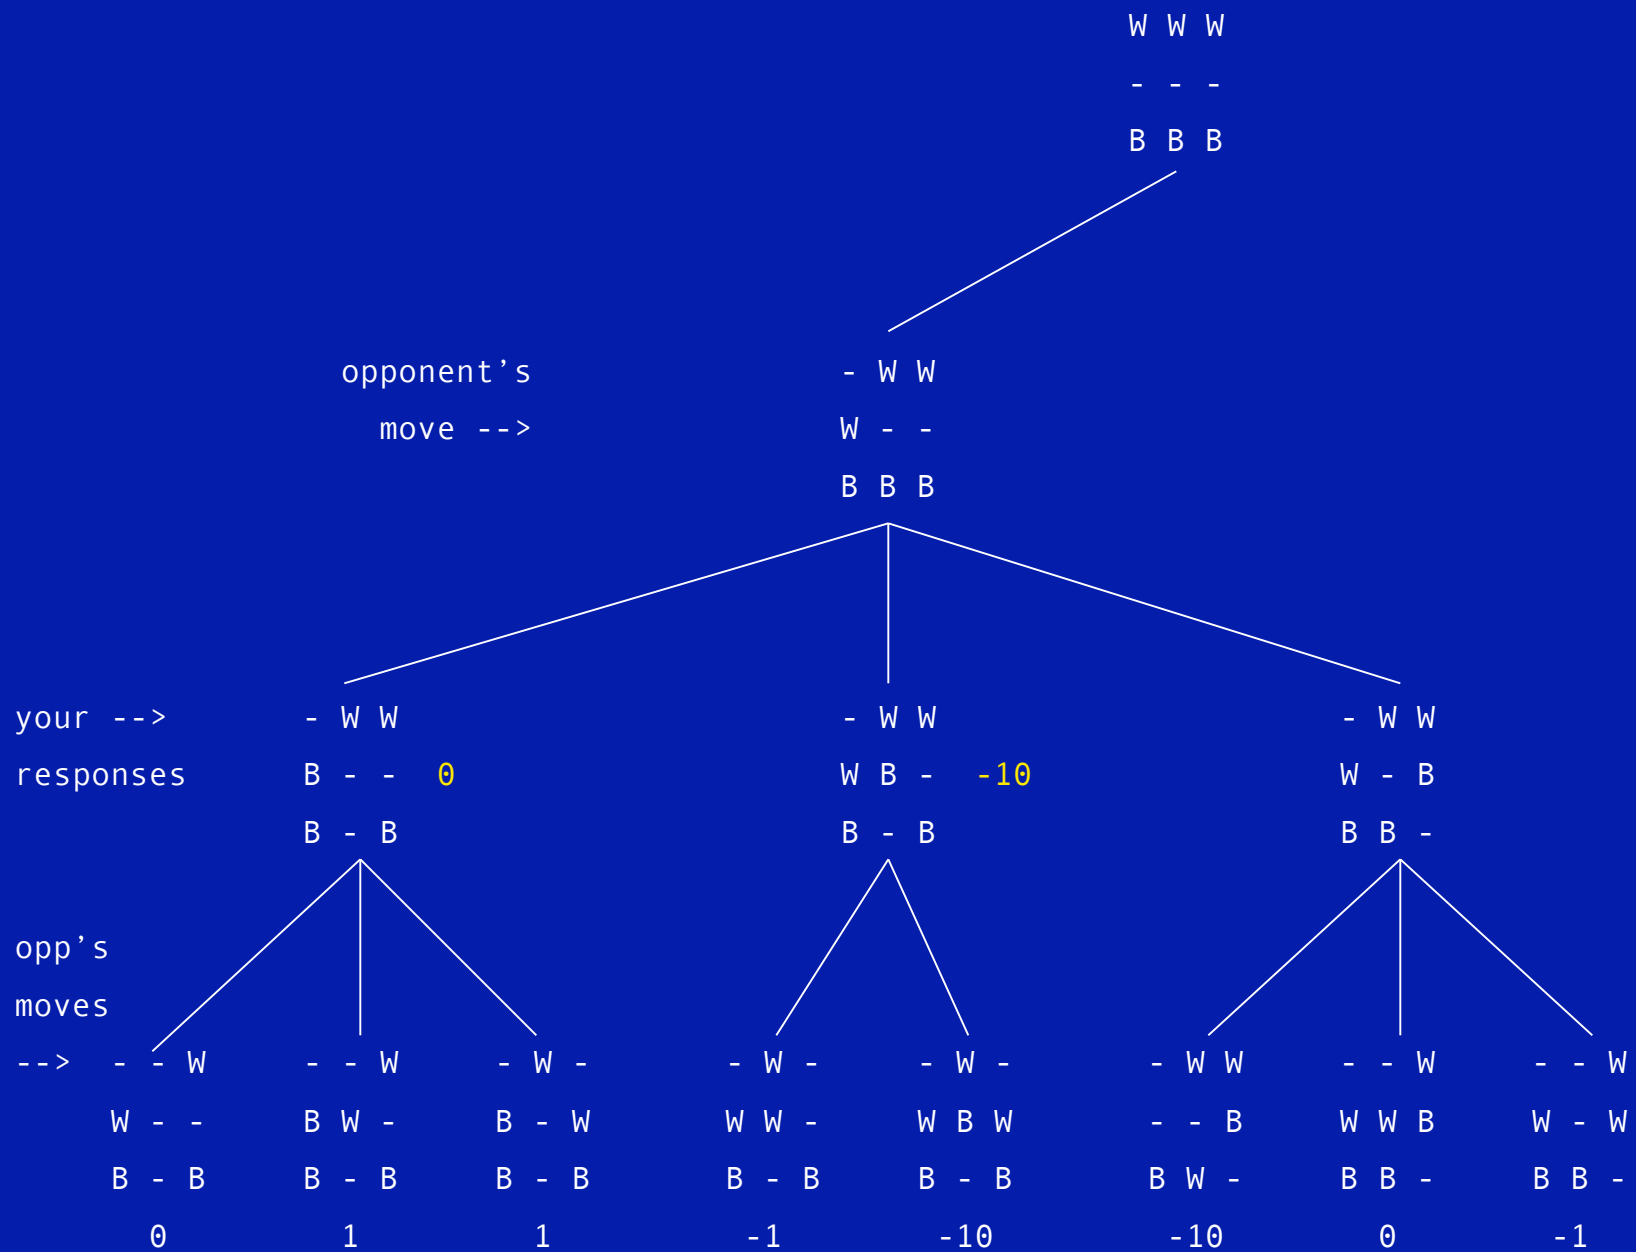 W W W
- - -
B B B
opponent’s - W W
move --> W - -
B B B
your --> - W W - W W - W W
responses B - - 0 W B - -10 W - B
B - B B - B B B -
opp’s
moves
--> - - W - - W - W - - W - - W - - W W - - W - - W
W - - B W - B - W W W - W B W - - B W W B W - W
B - B B - B B - B B - B B - B B W - B B - B B -
0 1 1 -1 -10 -10 0 -1